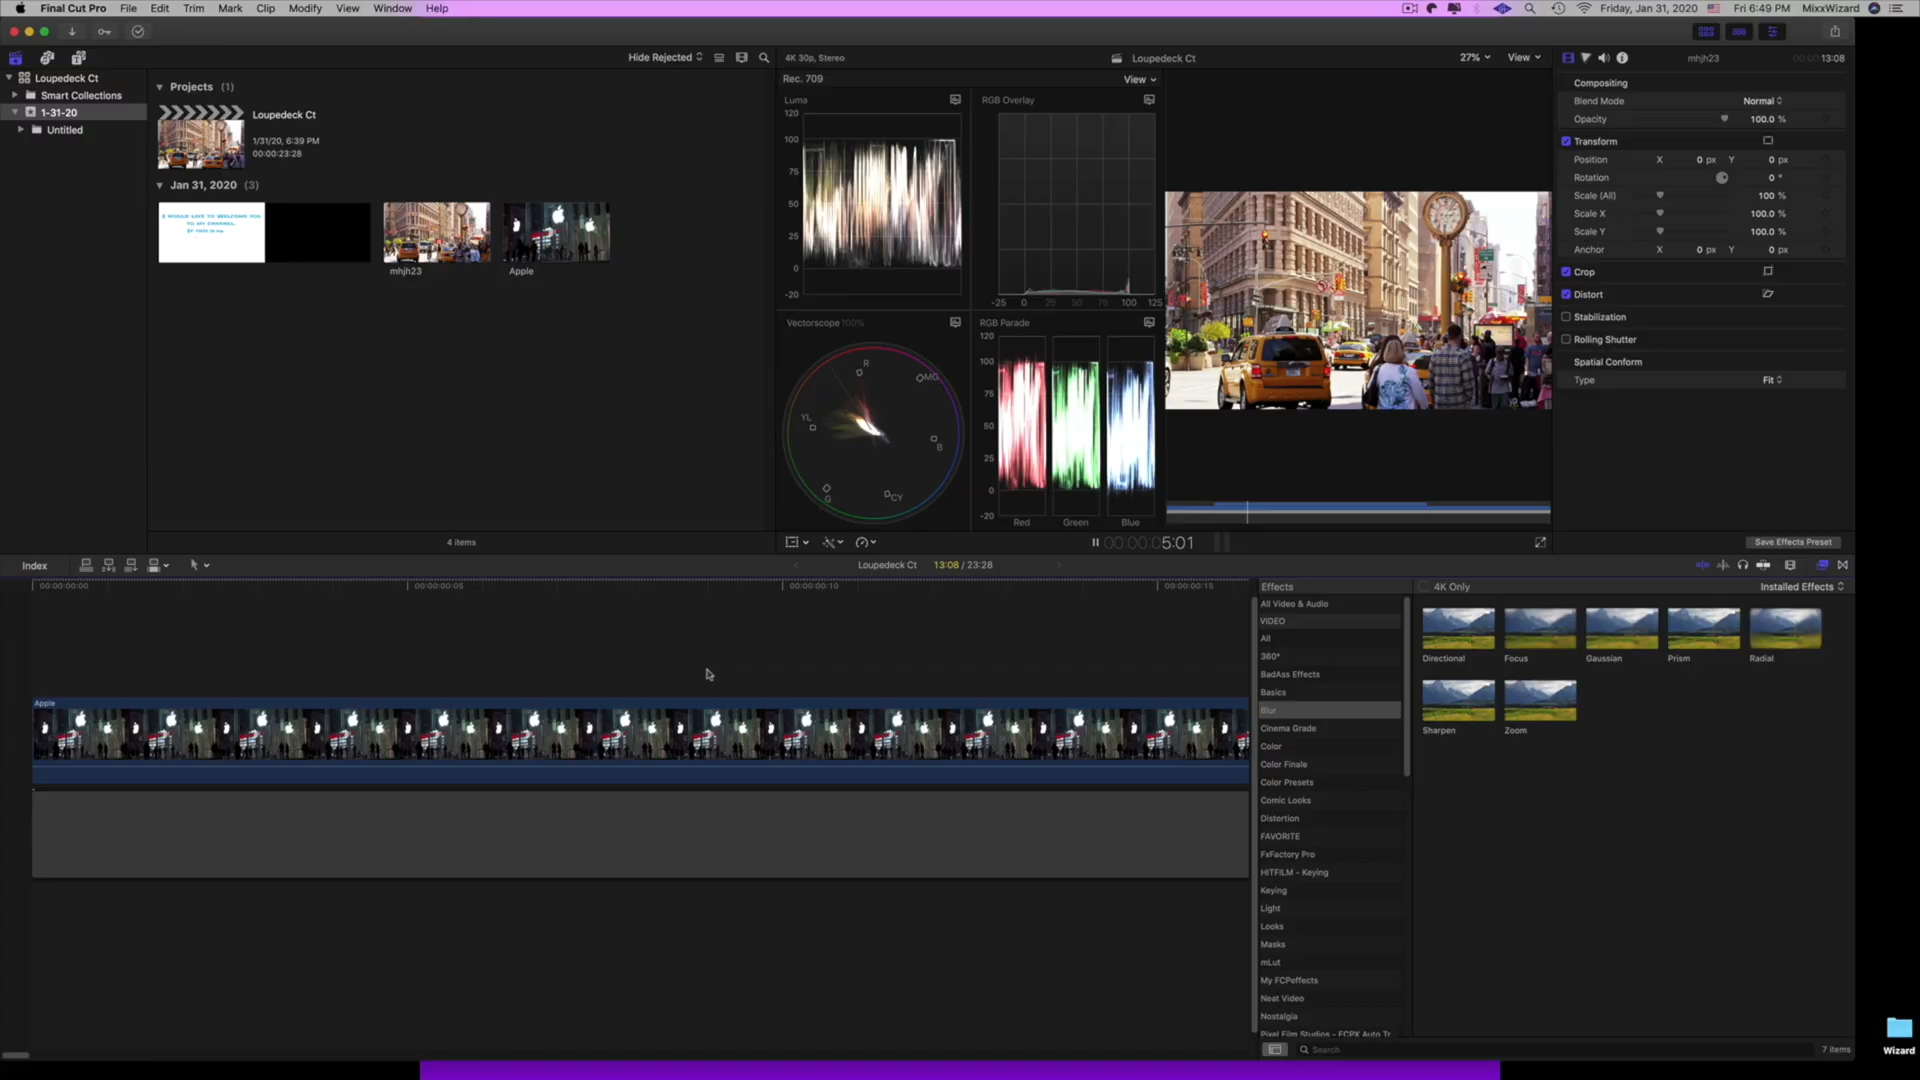 Final Cut Pro File Edit Trim Mark Clip Modify View Window Help Friday, Jan 31, 2020 Fri 6:49 PM MixxWizard
Hide Rejected 4K 30p, Stereo Loupedeck Ct 27% View mhjh23 00:00:13:08
Loupedeck Ct
Smart Collections
1-31-20
Untitled
Projects (1)
Loupedeck Ct
1/31/20, 6:39 PM
00:00:23:28
Jan 31, 2020 (3)
I WOULD LIKE TO WELCOME YOU
TO MY CHANNEL.
mhjh23
Apple
4 items
Rec. 709 View
Luma
120
100
75
50
25
0
-20
RGB Overlay
-25 0 25 50 75 100 125
Vectorscope 100%
R
MG
YL
B
G
CY
RGB Parade
120
100
75
50
25
0
-20
Red Green Blue
00:00:00:05:01
Compositing
Blend Mode Normal
Opacity 100.0 %
Transform
Position X 0 px Y 0 px
Rotation 0 °
Scale (All) 100 %
Scale X 100.0 %
Scale Y 100.0 %
Anchor X 0 px Y 0 px
Crop
Distort
Stabilization
Rolling Shutter
Spatial Conform
Type Fit
Save Effects Preset
Index Loupedeck Ct 13:08 / 23:28
00:00:00:00 00:00:00:06 00:00:00:10 00:00:00:15
Apple
Effects
All Video & Audio
VIDEO
All
360°
BadAss Effects
Basics
Blur
Cinema Grade
Color
Color Finale
Color Presets
Comic Looks
Distortion
FAVORITE
FxFactory Pro
HITFILM - Keying
Keying
Light
Looks
Masks
mLut
My FCPeffects
Neat Video
Nostalgia
Pixel Film Studios - FCPX Auto Tr
4K Only Installed Effects
Directional Focus Gaussian Prism Radial
Sharpen Zoom
Search 7 items
Wizard